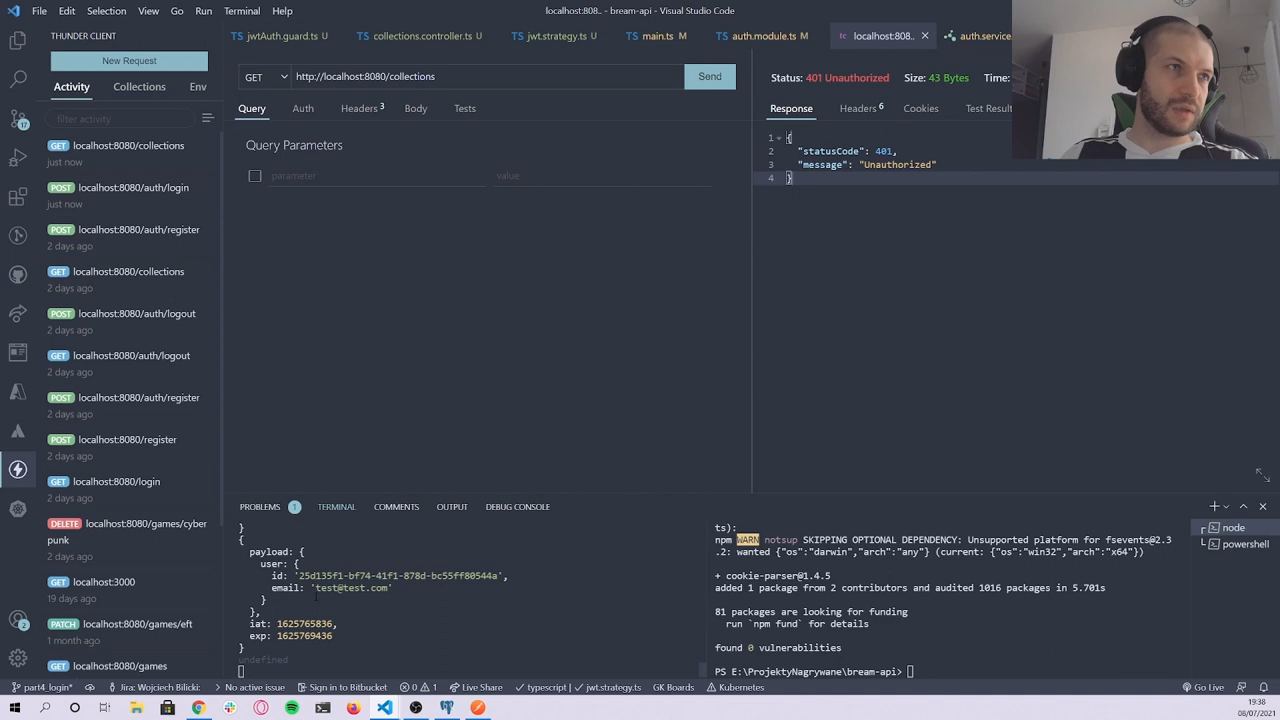 File Edit Selection View Go Run Terminal Help
localhost:808.. - bream-api - Visual Studio Code
THUNDER CLIENT
New Request
Activity Collections Env
filter activity
GET localhost:8080/collections
just now
POST localhost:8080/auth/login
just now
POST localhost:8080/auth/register
2 days ago
GET localhost:8080/collections
2 days ago
POST localhost:8080/auth/logout
2 days ago
GET localhost:8080/auth/logout
2 days ago
POST localhost:8080/auth/register
2 days ago
POST localhost:8080/register
2 days ago
GET localhost:8080/login
2 days ago
DELETE localhost:8080/games/cyber
punk
2 days ago
GET localhost:3000
19 days ago
PATCH localhost:8080/games/eft
1 month ago
GET localhost:8080/games
17
2
TS jwtAuth.guard.ts U
TS collections.controller.ts U
TS jwt.strategy.ts U
TS main.ts M
TS auth.module.ts M
localhost:808..
TS auth.service
GET http://localhost:8080/collections Send
Query Auth Headers 3 Body Tests
Query Parameters
parameter value
Status: 401 Unauthorized Size: 43 Bytes Time:
Response Headers 6 Cookies Test Result
1 {
2 "statusCode": 401,
3 "message": "Unauthorized"
4 }
PROBLEMS 1 TERMINAL COMMENTS OUTPUT DEBUG CONSOLE
}
{
payload: {
user: {
id: '25d135f1-bf74-41f1-878d-bc55ff80544a',
email: 'test@test.com'
}
},
iat: 1625765836,
exp: 1625769436
}
undefined
ts):
npm WARN notsup SKIPPING OPTIONAL DEPENDENCY: Unsupported platform for fsevents@2.3
.2: wanted {"os":"darwin","arch":"any"} (current: {"os":"win32","arch":"x64"})
+ cookie-parser@1.4.5
added 1 package from 2 contributors and audited 1016 packages in 5.701s
81 packages are looking for funding
run `npm fund` for details
found 0 vulnerabilities
PS E:\ProjektyNagrywane\bream-api>
node
powershell
part4_login* Jira: Wojciech Bilicki: No active issue Sign in to Bitbucket 0 1 Live Share typescript | jwt.strategy.ts GK Boards Kubernetes Go Live
19:38
08/07/2021